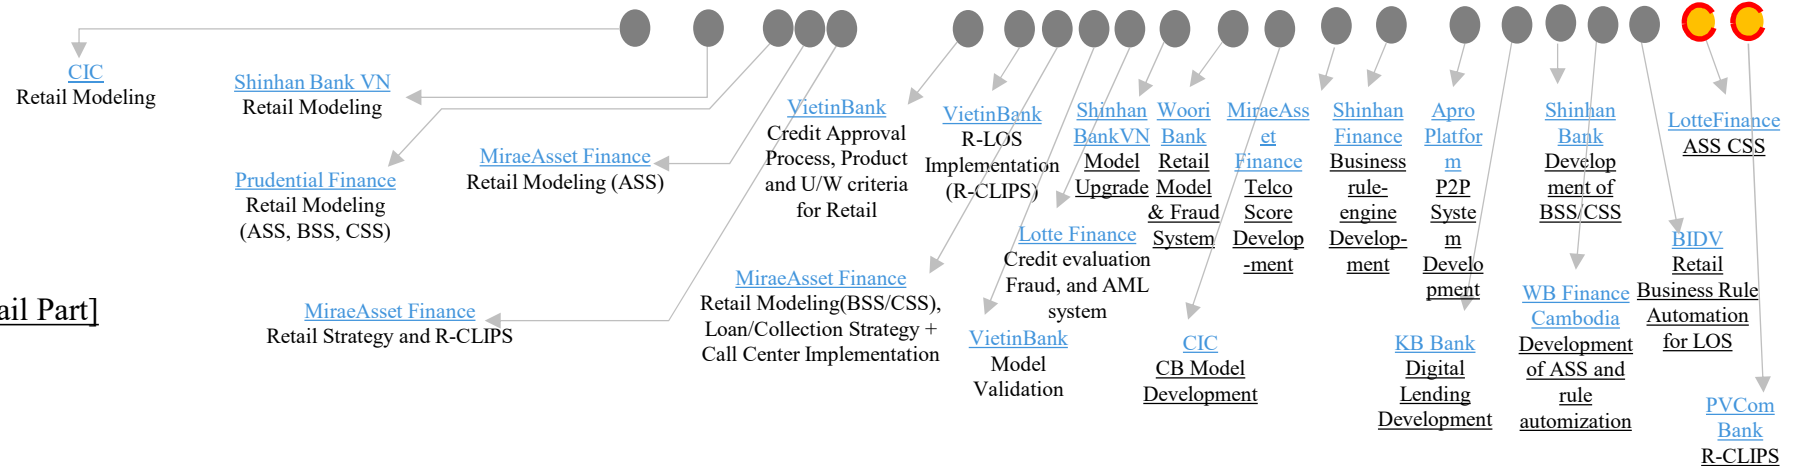 CIC
Retail Modeling
Shinhan Bank VN
Retail Modeling
Prudential Finance
Retail Modeling
(ASS, BSS, CSS)
MiraeAsset Finance
Retail Modeling (ASS)
ail Part]
MiraeAsset Finance
Retail Strategy and R-CLIPS
VietinBank
Credit Approval
Process, Product
and U/W criteria
for Retail
MiraeAsset Finance
Retail Modeling(BSS/CSS),
Loan/Collection Strategy +
Call Center Implementation
VietinBank
R-LOS
Implementation
(R-CLIPS)
Lotte Finance
Credit evaluation
Fraud, and AML
system
VietinBank
Model
Validation
Shinhan
BankVN
Model
Upgrade
Woori
Bank
Retail
Model
& Fraud
System
CIC
CB Model
Development
MiraeAss
et
Finance
Telco
Score
Develop
-ment
Shinhan
Finance
Business
rule-
engine
Develop-
ment
Apro
Platfor
m
P2P
Syste
m
Develo
pment
KB Bank
Digital
Lending
Development
Shinhan
Bank
Develop
ment of
BSS/CSS
WB Finance
Cambodia
Development
of ASS and
rule
automization
BIDV
Retail
Business Rule
Automation
for LOS
LotteFinance
ASS CSS
PVCom
Bank
R-CLIPS